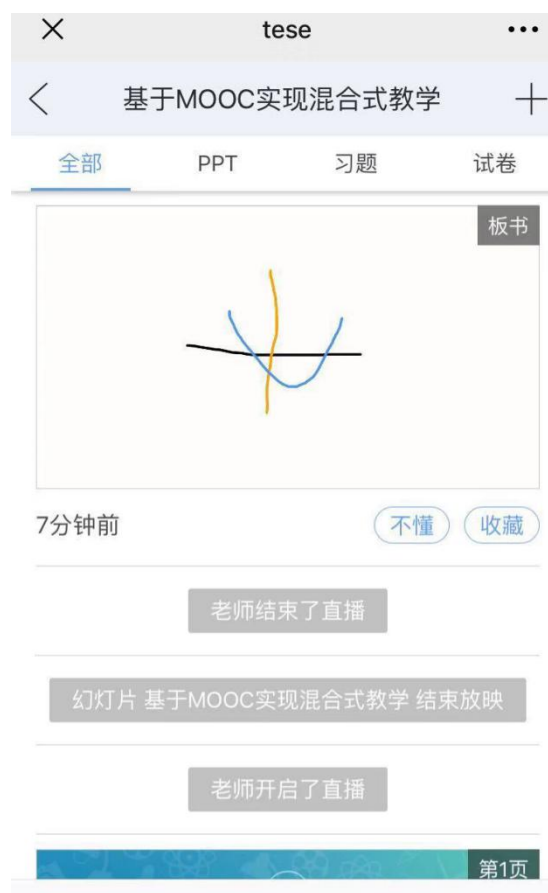 tese
基于MOOC实现混合式教学
全部 PPT 习题 试卷
板书
7分钟前 不懂 收藏
老师结束了直播
幻灯片 基于MOOC实现混合式教学 结束放映
老师开启了直播
第1页